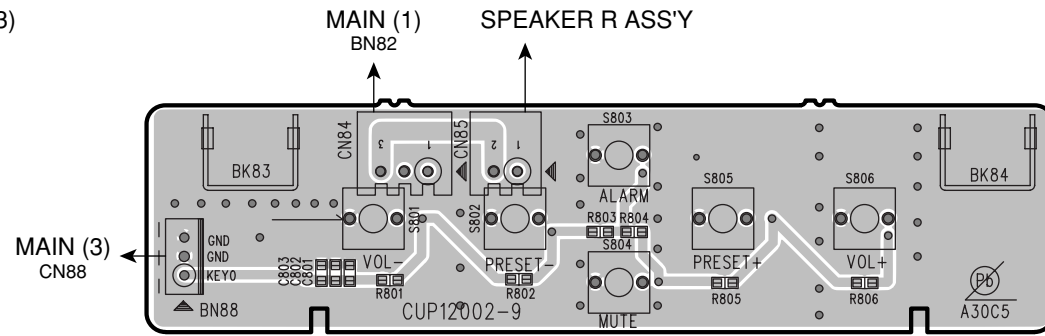 3)
MAIN (1)
BN82
SPEAKER R ASS'Y
CN84
3
1
CN85
2
1
S803
BK83
BK84
ALARM
S805
S806
S801
S802
R803 R804
S804
MAIN (3)
CN88
GND
GND
KEY0
BN88
C803
C802
C801
VOL-
R801
PRESET-
R802
PRESET+
R805
VOL+
R806
CUP12002-9
MUTE
Pb
A30C5